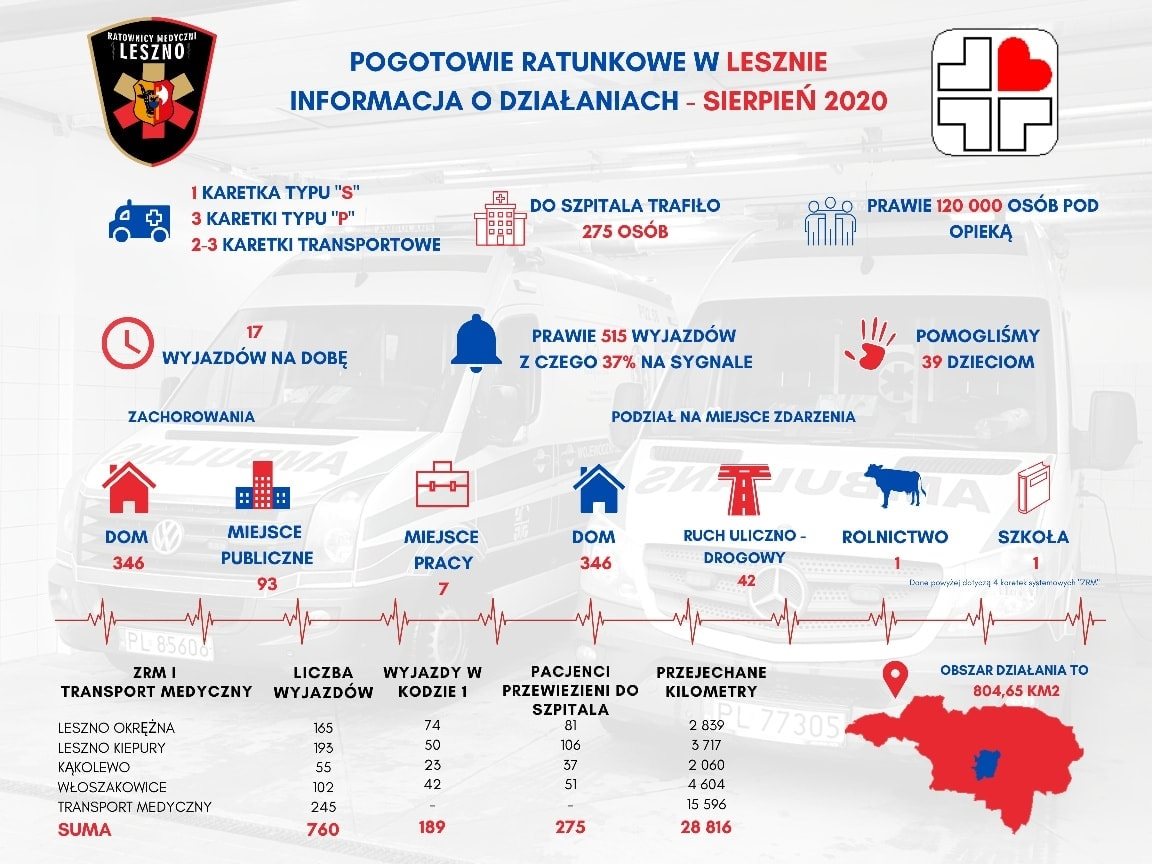 RATOWNICY MEDYCZNI
LESZNO
POGOTOWIE RATUNKOWE W LESZNIE
INFORMACJA O DZIAŁANIACH - SIERPIEŃ 2020
1 KARETKA TYPU "S"
3 KARETKI TYPU "P"
2-3 KARETKI TRANSPORTOWE
DO SZPITALA TRAFIŁO
275 OSÓB
PRAWIE 120 000 OSÓB POD
OPIEKĄ
17
WYJAZDÓW NA DOBĘ
PRAWIE 515 WYJAZDÓW
Z CZEGO 37% NA SYGNALE
POMOGLIŚMY
39 DZIECIOM
ZACHOROWANIA
PODZIAŁ NA MIEJSCE ZDARZENIA
DOM
346
MIEJSCE
PUBLICZNE
93
MIEJSCE
PRACY
7
DOM
346
RUCH ULICZNO -
DROGOWY
42
ROLNICTWO
1
SZKOŁA
1
Dane powyżej dotyczą 4 karetek systemowych "ZRM"
AMBULANS
AMBULANS
PL 85606
PL 77305
ZRM I
TRANSPORT MEDYCZNY
LICZBA
WYJAZDÓW
WYJAZDY W
KODZIE 1
PACJENCI
PRZEWIEZIENI DO
SZPITALA
PRZEJECHANE
KILOMETRY
LESZNO OKRĘŻNA 165 74 81 2 839
LESZNO KIEPURY 193 50 106 3 717
KĄKOLEWO 55 23 37 2 060
WŁOSZAKOWICE 102 42 51 4 604
TRANSPORT MEDYCZNY 245 - - 15 596
SUMA 760 189 275 28 816
OBSZAR DZIAŁANIA TO
804,65 KM2